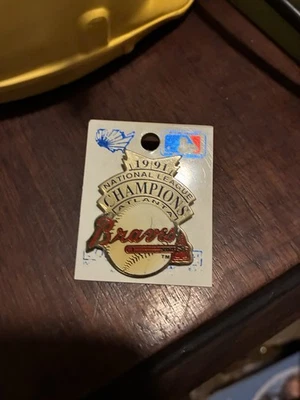 1991
NATIONAL LEAGUE
CHAMPIONS
ATLANTA
Braves
TM